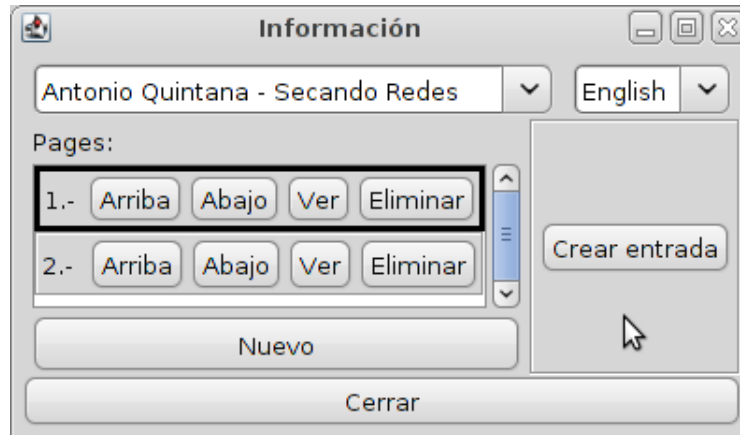 Información
Antonio Quintana - Secando Redes English
Pages:
1.- Arriba Abajo Ver Eliminar
2.- Arriba Abajo Ver Eliminar
Crear entrada
Nuevo
Cerrar